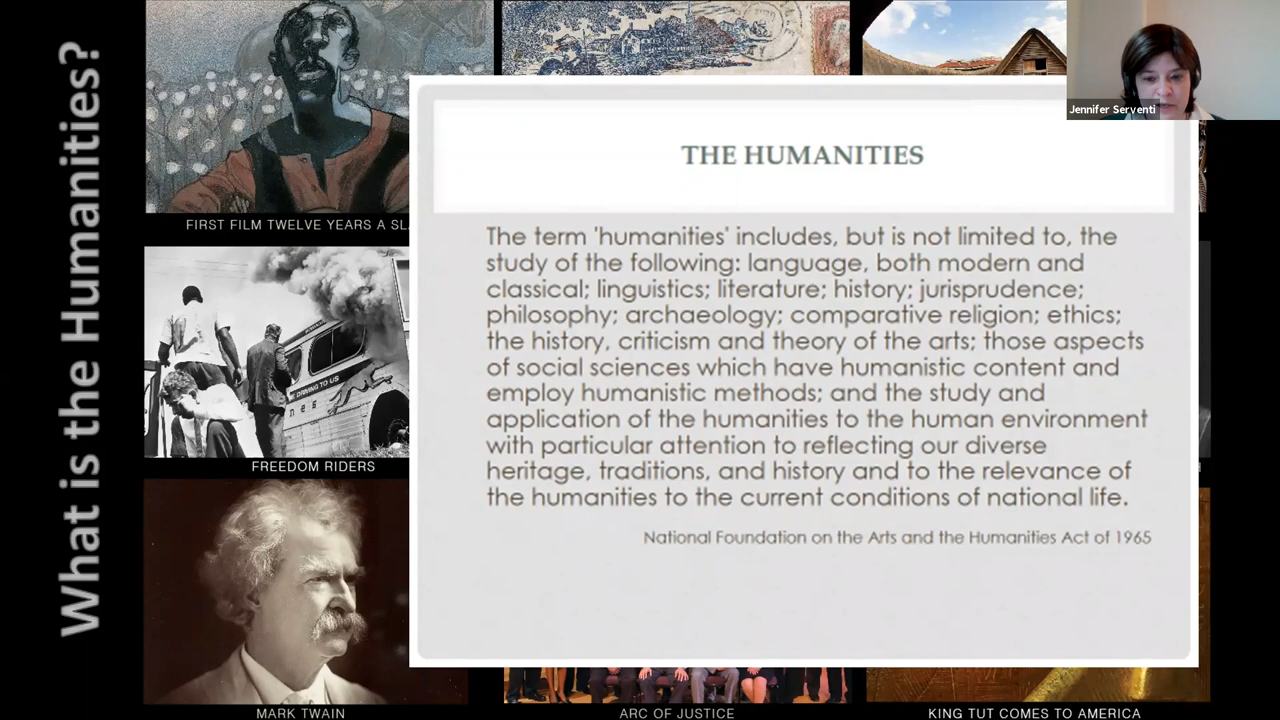 What is the Humanities?
Jennifer Serventi
THE HUMANITIES
The term 'humanities' includes, but is not limited to, the
study of the following: language, both modern and
classical; linguistics; literature; history; jurisprudence;
philosophy; archaeology; comparative religion; ethics;
the history, criticism and theory of the arts; those aspects
of social sciences which have humanistic content and
employ humanistic methods; and the study and
application of the humanities to the human environment
with particular attention to reflecting our diverse
heritage, traditions, and history and to the relevance of
the humanities to the current conditions of national life.
National Foundation on the Arts and the Humanities Act of 1965
FIRST FILM TWELVE YEARS A
DRIVING TO US
FREEDOM RIDERS
MARK TWAIN
ARC OF JUSTICE
KING TUT COMES TO AMERICA